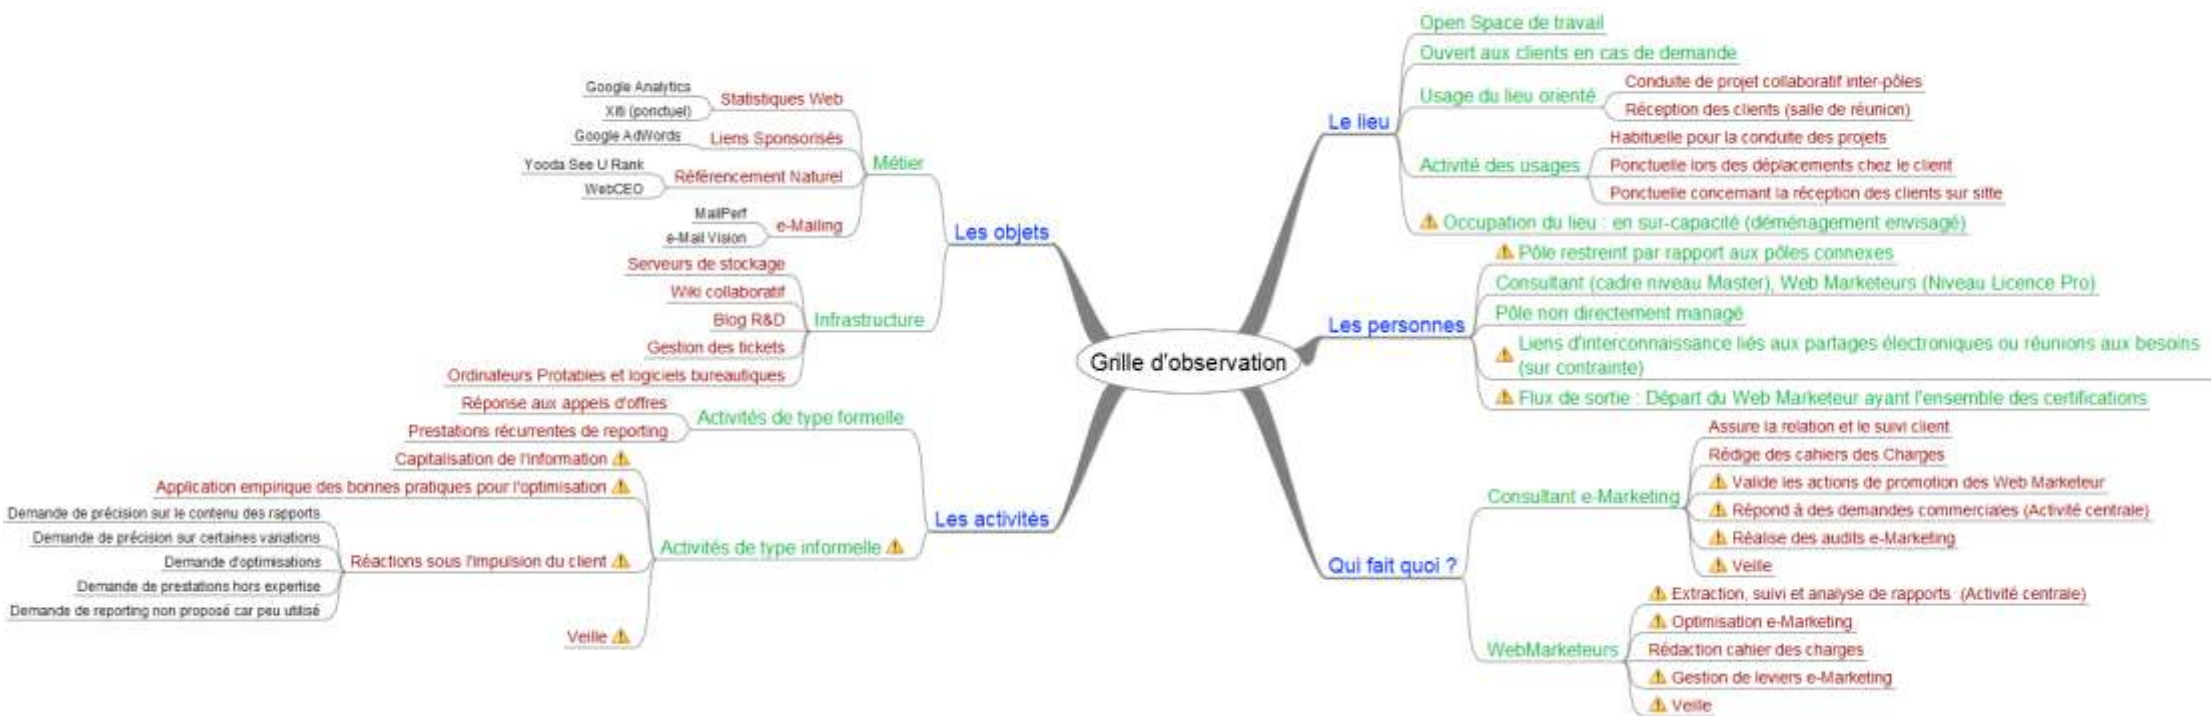 Grille d'observation
Le lieu
Open Space de travail
Ouvert aux clients en cas de demande
Usage du lieu orienté
Conduite de projet collaboratif inter-pôles
Réception des clients (salle de réunion)
Activité des usages
Habituelle pour la conduite des projets
Ponctuelle lors des déplacements chez le client
Ponctuelle concernant la réception des clients sur sitte
Occupation du lieu : en sur-capacité (déménagement envisagé)
Les personnes
Pôle restreint par rapport aux pôles connexes
Consultant (cadre niveau Master), Web Marketeurs (Niveau Licence Pro)
Pôle non directement managé
Liens d'interconnaissance liés aux partages électroniques ou réunions aux besoins
(sur contrainte)
Flux de sortie : Départ du Web Marketeur ayant l'ensemble des certifications
Qui fait quoi ?
Consultant e-Marketing
Assure la relation et le suivi client
Rédige des cahiers des Charges
Valide les actions de promotion des Web Marketeur
Répond à des demandes commerciales (Activité centrale)
Réalise des audits e-Marketing
Veille
WebMarketeurs
Extraction, suivi et analyse de rapports (Activité centrale)
Optimisation e-Marketing
Rédaction cahier des charges
Gestion de leviers e-Marketing
Veille
Les objets
Métier
Statistiques Web
Google Analytics
Xiti (ponctuel)
Liens Sponsorisés
Google AdWords
Référencement Naturel
Yooda See U Rank
WebCEO
e-Mailing
MailPerf
e-Mail Vision
Infrastructure
Serveurs de stockage
Wiki collaboratif
Blog R&D
Gestion des tickets
Ordinateurs Protables et logiciels bureautiques
Les activités
Activités de type formelle
Réponse aux appels d'offres
Prestations récurrentes de reporting
Activités de type informelle
Capitalisation de l'information
Application empirique des bonnes pratiques pour l'optimisation
Réactions sous l'impulsion du client
Demande de précision sur le contenu des rapports
Demande de précision sur certaines variations
Demande d'optimisations
Demande de prestations hors expertise
Demande de reporting non proposé car peu utilisé
Veille